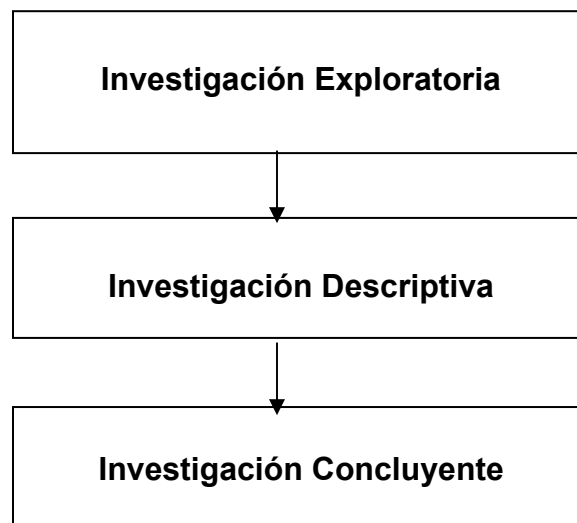 Investigación Exploratoria
Investigación Descriptiva
Investigación Concluyente